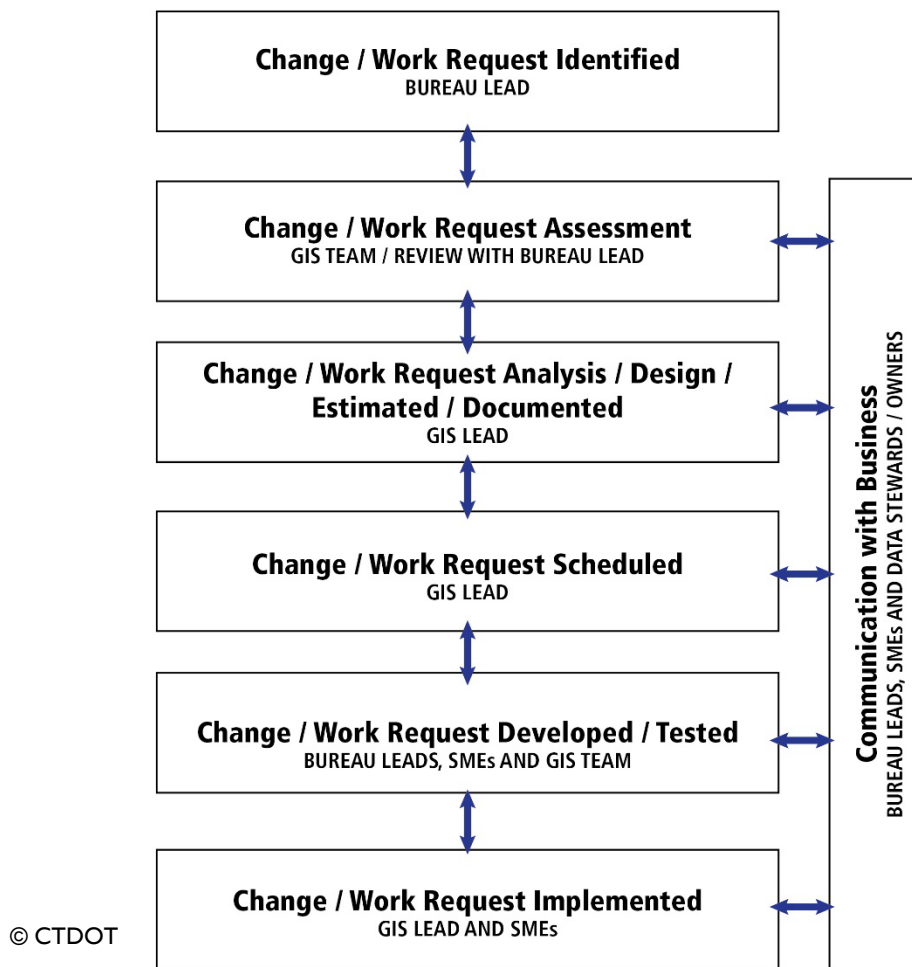 Change / Work Request Identified
BUREAU LEAD
Change / Work Request Assessment
GIS TEAM / REVIEW WITH BUREAU LEAD
Change / Work Request Analysis / Design /
Estimated / Documented
GIS LEAD
Change / Work Request Scheduled
GIS LEAD
Change / Work Request Developed / Tested
BUREAU LEADS, SMEs AND GIS TEAM
Change / Work Request Implemented
GIS LEAD AND SMEs
Communication with Business
BUREAU LEADS, SMEs AND DATA STEWARDS / OWNERS
© CTDOT